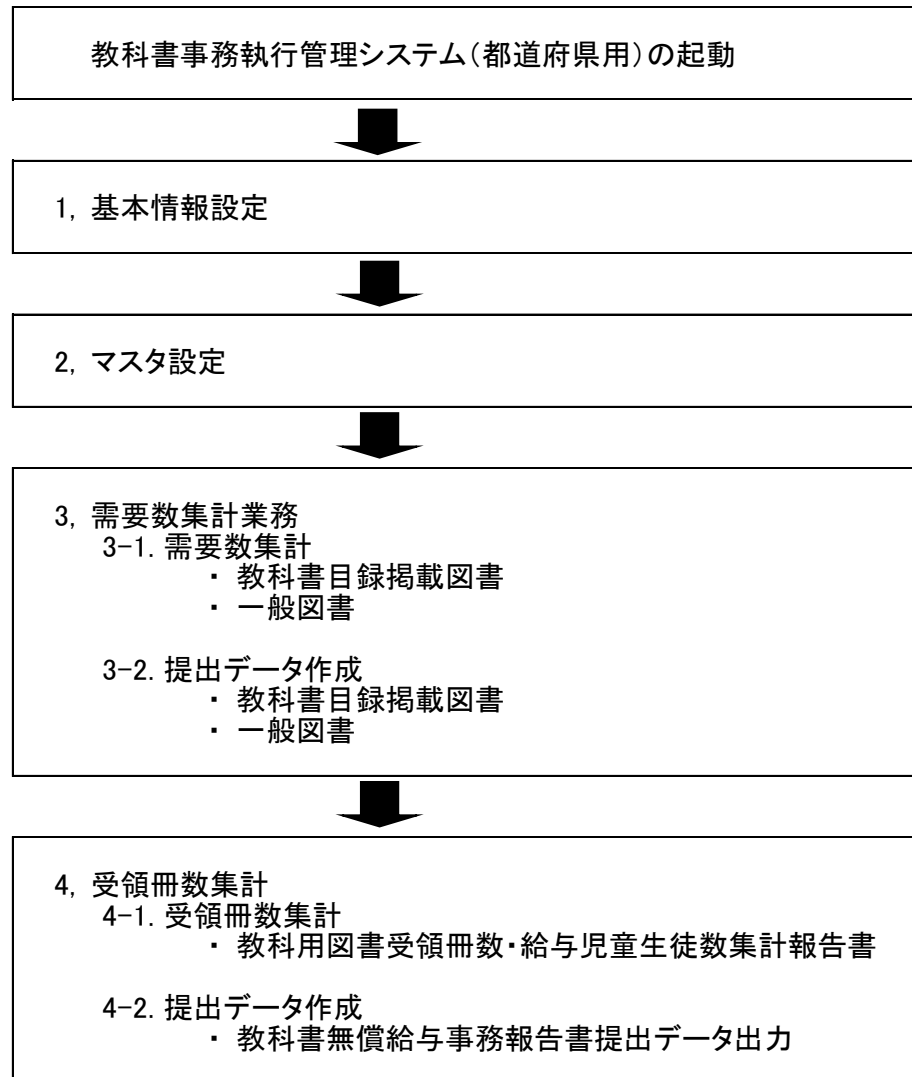 教科書事務執行管理システム(都道府県用)の起動
1, 基本情報設定
2, マスタ設定
3, 需要数集計業務
3-1. 需要数集計
・ 教科書目録掲載図書
・ 一般図書
3-2. 提出データ作成
・ 教科書目録掲載図書
・ 一般図書
4, 受領冊数集計
4-1. 受領冊数集計
・ 教科用図書受領冊数・給与児童生徒数集計報告書
4-2. 提出データ作成
・ 教科書無償給与事務報告書提出データ出力